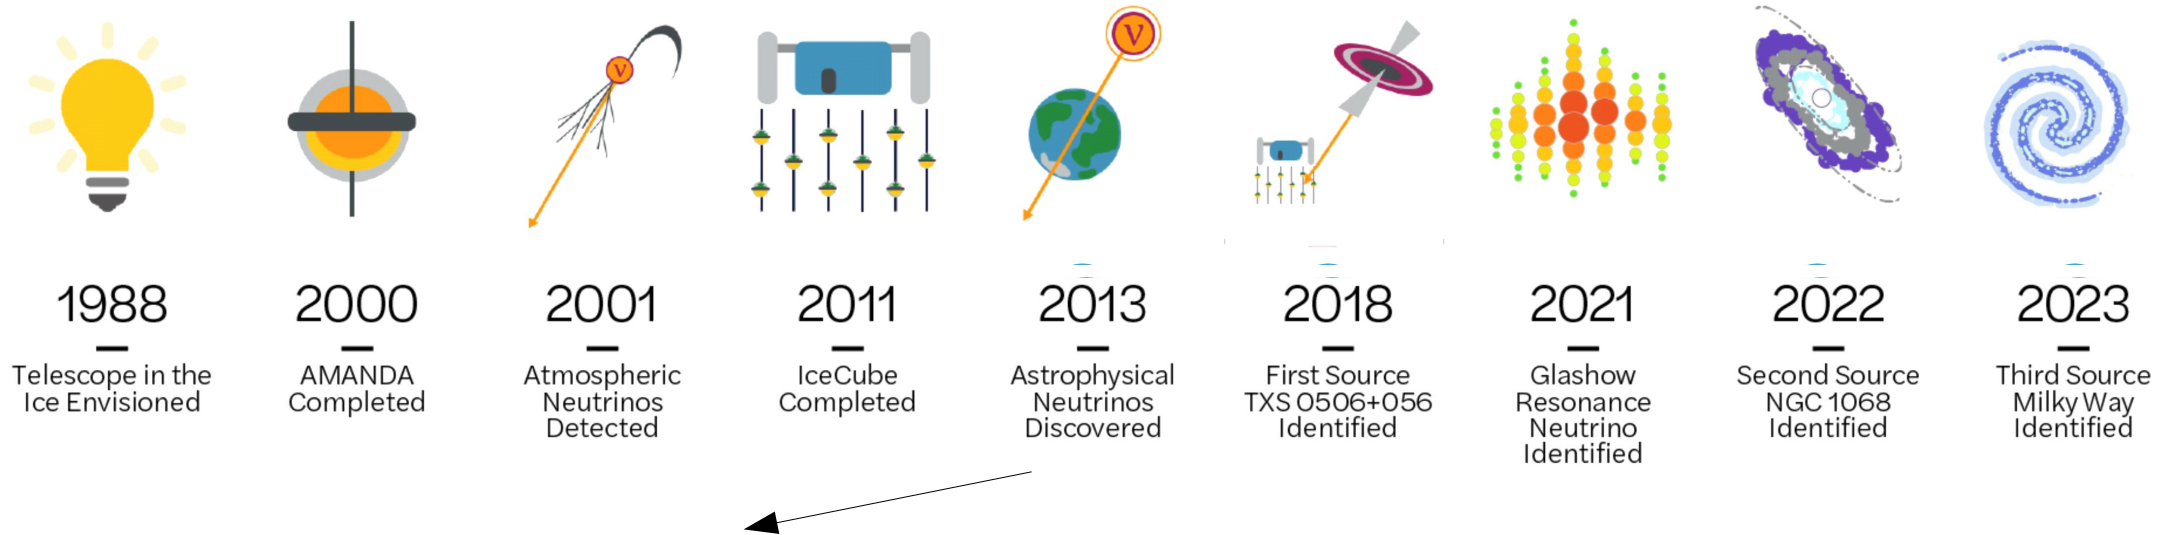 ν
ν
1988
Telescope in the
Ice Envisioned
2000
AMANDA
Completed
2001
Atmospheric
Neutrinos
Detected
2011
IceCube
Completed
2013
Astrophysical
Neutrinos
Discovered
2018
First Source
TXS 0506+056
Identified
2021
Glashow
Resonance
Neutrino
Identified
2022
Second Source
NGC 1068
Identified
2023
Third Source
Milky Way
Identified